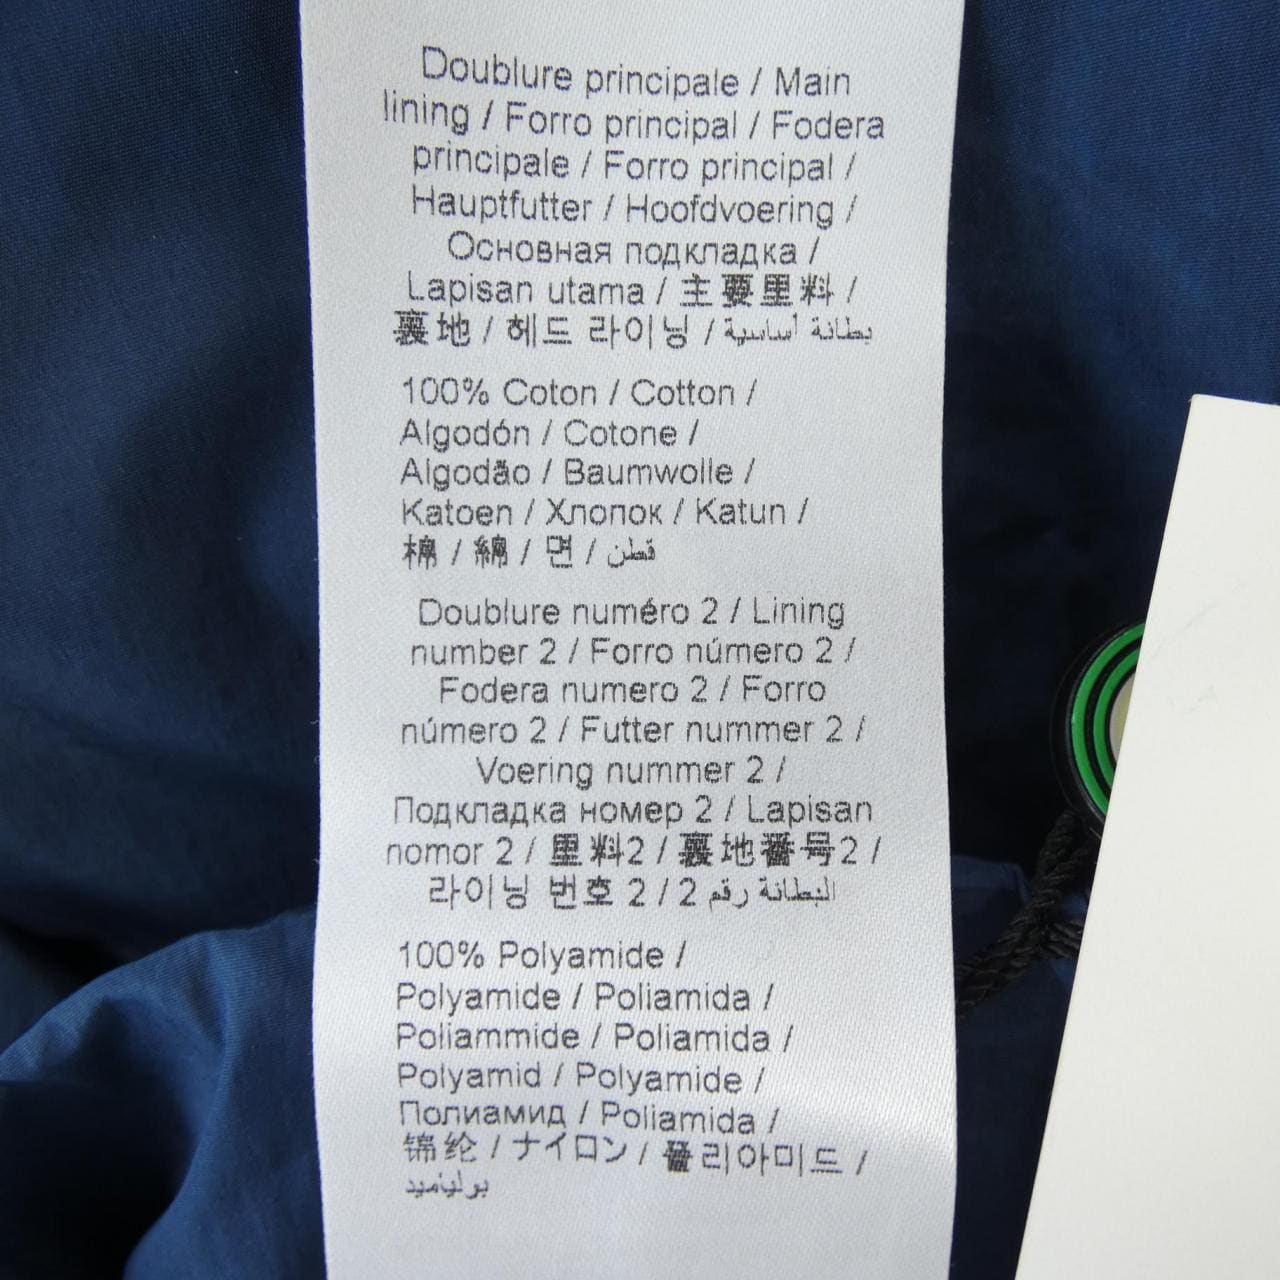 Doublure principale / Main
lining / Forro principal / Fodera
principale / Forro principal /
Hauptfutter / Hoofdvoering /
Основная подкладка /
Lapisan utama / 主要里料 /
裏地 / 헤드 라이닝 / بطانة أساسية
100% Coton / Cotton /
Algodón / Cotone /
Algodão / Baumwolle /
Katoen / Хлопок / Katun /
棉 / 綿 / 면 / قطن
Doublure numéro 2 / Lining
number 2 / Forro número 2 /
Fodera numero 2 / Forro
número 2 / Futter nummer 2 /
Voering nummer 2 /
Подкладка номер 2 / Lapisan
nomor 2 / 里料2 / 裏地番号2 /
라이닝 번호 2 / البطانة رقم 2
100% Polyamide /
Polyamide / Poliamida /
Poliammide / Poliamida /
Polyamid / Polyamide /
Полиамид / Poliamida /
锦纶 / ナイロン / 폴리아미드 /
بولياميد